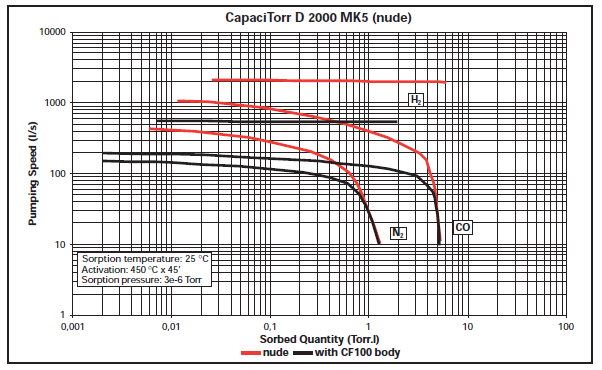 CapaciTorr D 2000 MK5 (nude)
10000
1000
100
10
1
Pumping Speed (l/s)
H2
N2
CO
Sorption temperature: 25 °C
Activation: 450 °C x 45'
Sorption pressure: 3e-6 Torr
0,001 0,01 0,1 1 10 100
Sorbed Quantity (Torr.l)
nude with CF100 body